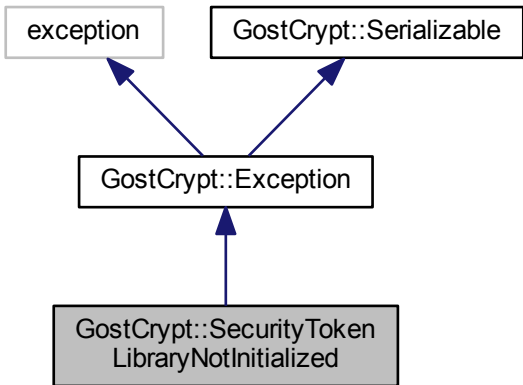 exception
GostCrypt::Serializable
GostCrypt::Exception
GostCrypt::SecurityToken
LibraryNotInitialized